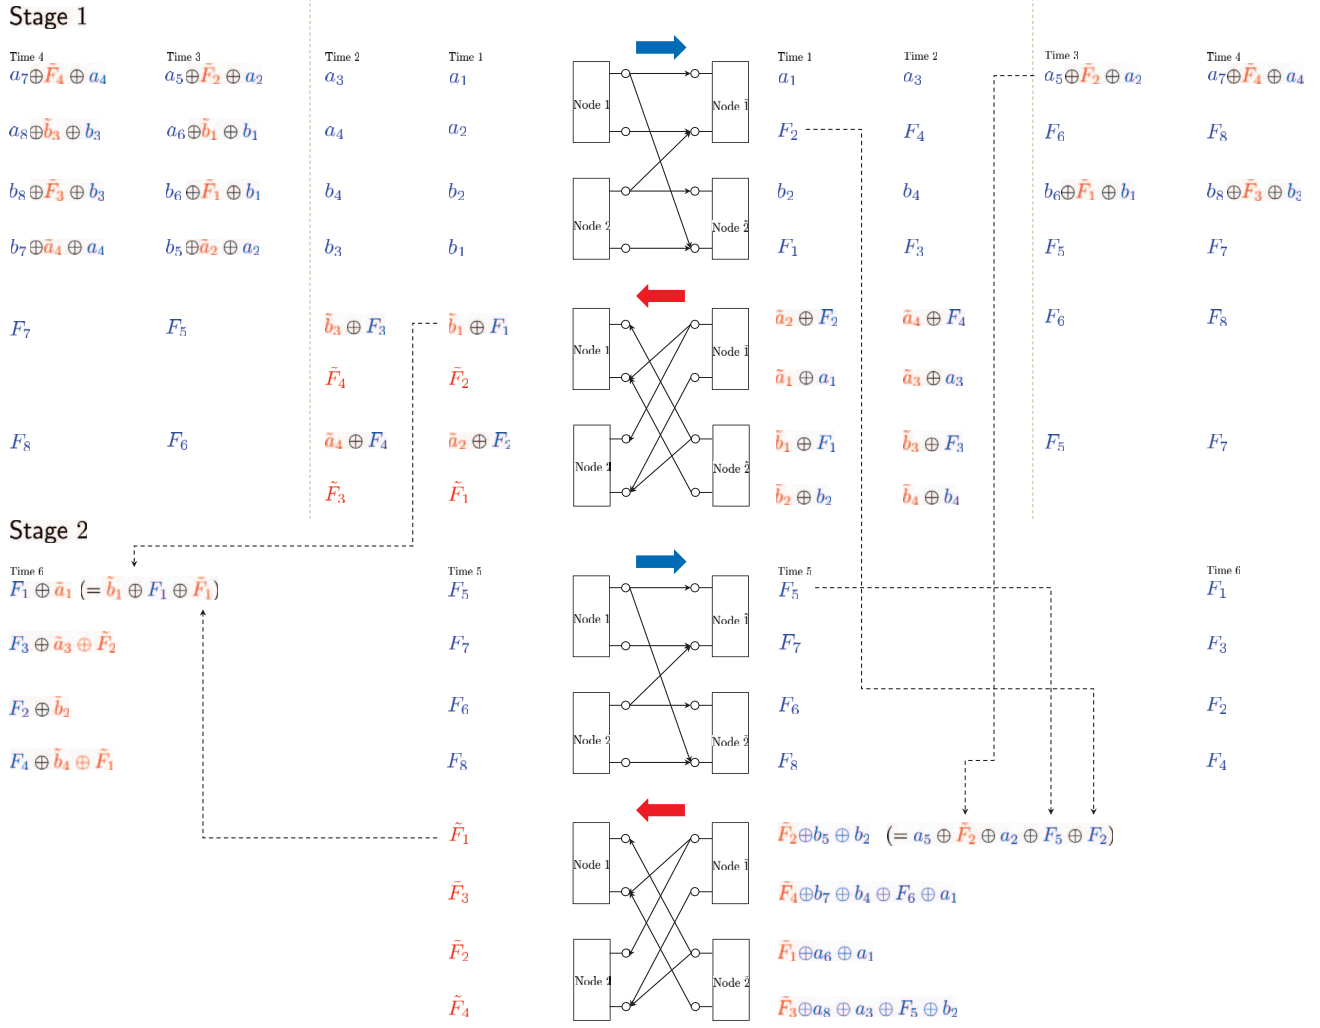 Stage 1
Time 4 Time 3 Time 2 Time 1 Time 1 Time 2 Time 3 Time 4
a₇⊕F̃₄ ⊕ a₄ a₅⊕F̃₂ ⊕ a₂ a₃ a₁ a₁ a₃ a₅⊕F̃₂ ⊕ a₂ a₇⊕F̃₄ ⊕ a₄
Node 1 Node 1̃
a₈⊕b̃₃ ⊕ b₃ a₆⊕b̃₁ ⊕ b₁ a₄ a₂ F₂ F₄ F₆ F₈
b₈⊕F̃₃ ⊕ b₃ b₆⊕F̃₁ ⊕ b₁ b₄ b₂ b₂ b₄ b₆⊕F̃₁ ⊕ b₁ b₈⊕F̃₃ ⊕ b₃
Node 2 Node 2̃
b₇⊕ã₄ ⊕ a₄ b₅⊕ã₂ ⊕ a₂ b₃ b₁ F₁ F₃ F₅ F₇
F₇ F₅ b̃₃ ⊕ F₃ b̃₁ ⊕ F₁ ã₂ ⊕ F₂ ã₄ ⊕ F₄ F₆ F₈
Node 1 Node 1̃
F̃₄ F̃₂ ã₁ ⊕ a₁ ã₃ ⊕ a₃
F₈ F₆ ã₄ ⊕ F₄ ã₂ ⊕ F₂ b̃₁ ⊕ F₁ b̃₃ ⊕ F₃ F₅ F₇
Node 2 Node 2̃
F̃₃ F̃₁ b̃₂ ⊕ b₂ b̃₄ ⊕ b₄
Stage 2
Time 6 Time 5 Time 5 Time 6
F₁ ⊕ ã₁ (= b̃₁ ⊕ F₁ ⊕ F̃₁) F₅ F₅ F₁
Node 1 Node 1̃
F₃ ⊕ ã₃ ⊕ F̃₂ F₇ F₇ F₃
F₂ ⊕ b̃₂ F₆ F₆ F₂
Node 2 Node 2̃
F₄ ⊕ b̃₄ ⊕ F̃₁ F₈ F₈ F₄
F̃₁ F̃₂⊕b₅ ⊕ b₂ (= a₅ ⊕ F̃₂ ⊕ a₂ ⊕ F₅ ⊕ F₂)
Node 1 Node 1̃
F̃₃ F̃₄⊕b₇ ⊕ b₄ ⊕ F₆ ⊕ a₁
F̃₂ F̃₁⊕a₆ ⊕ a₁
Node 2 Node 2̃
F̃₄ F̃₃⊕a₈ ⊕ a₃ ⊕ F₅ ⊕ b₂